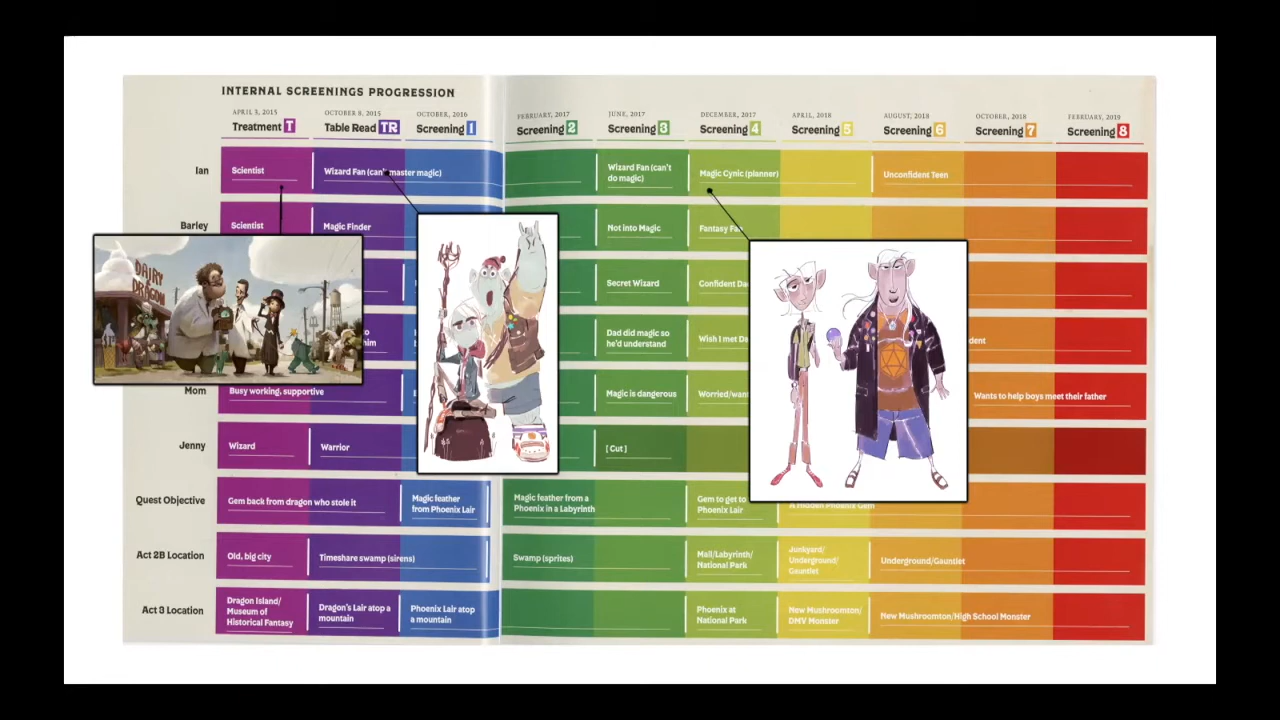 INTERNAL SCREENINGS PROGRESSION
APRIL 3, 2015
Treatment T
OCTOBER 8, 2015
Table Read TR
OCTOBER, 2016
Screening 1
FEBRUARY, 2017
Screening 2
JUNE, 2017
Screening 3
DECEMBER, 2017
Screening 4
APRIL, 2018
Screening 5
AUGUST, 2018
Screening 6
OCTOBER, 2018
Screening 7
FEBRUARY, 2019
Screening 8
Ian
Scientist
Wizard Fan (can't master magic)
Wizard Fan (can't
do magic)
Magic Cynic (planner)
Unconfident Teen
Barley
Scientist
Magic Finder
Not into Magic
Fantasy Fan
DAIRY
DRAGON
Secret Wizard
Confident
Dad did magic so
he'd understand
Wish I met
Mom
Busy working, supportive
Magic is dangerous
Wants to help boys meet their father
Jenny
Wizard
Warrior
[ Cut ]
Quest Objective
Gem back from dragon who stole it
Magic feather
from Phoenix Lair
Magic feather from a
Phoenix in a Labyrinth
Gem to get to
Phoenix Lair
A Hidden Phoenix Gem
Act 2B Location
Old, big city
Timeshare swamp (sirens)
Swamp (sprites)
Mall/Labyrinth/
National Park
Junkyard/
Underground/
Gauntlet
Underground/Gauntlet
Act 3 Location
Dragon Island/
Museum of
Historical Fantasy
Dragon's Lair atop a
mountain
Phoenix Lair atop
a mountain
Phoenix at
National Park
New Mushroomton/
DMV Monster
New Mushroomton/High School Monster